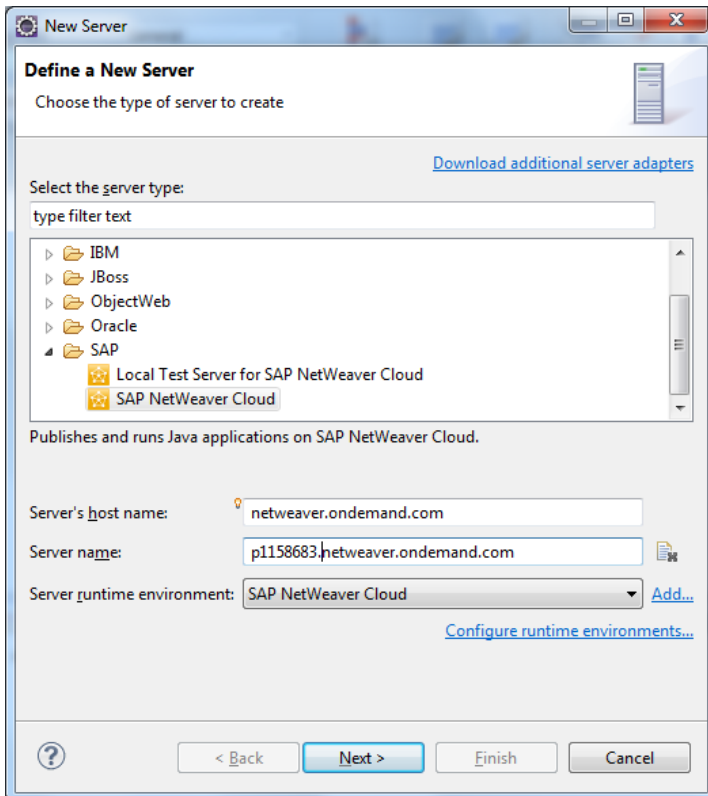 New Server
Define a New Server
Choose the type of server to create
Download additional server adapters
Select the server type:
type filter text
IBM
JBoss
ObjectWeb
Oracle
SAP
Local Test Server for SAP NetWeaver Cloud
SAP NetWeaver Cloud
Publishes and runs Java applications on SAP NetWeaver Cloud.
Server's host name: netweaver.ondemand.com
Server name: p1158683.netweaver.ondemand.com
Server runtime environment: SAP NetWeaver Cloud Add...
Configure runtime environments...
? < Back Next > Finish Cancel